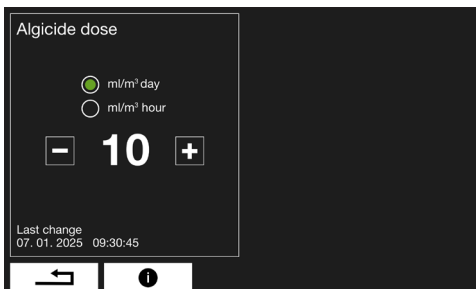 Algicide dose
ml/m³ day
ml/m³ hour
− 10 +
Last change
07. 01. 2025 09:30:45